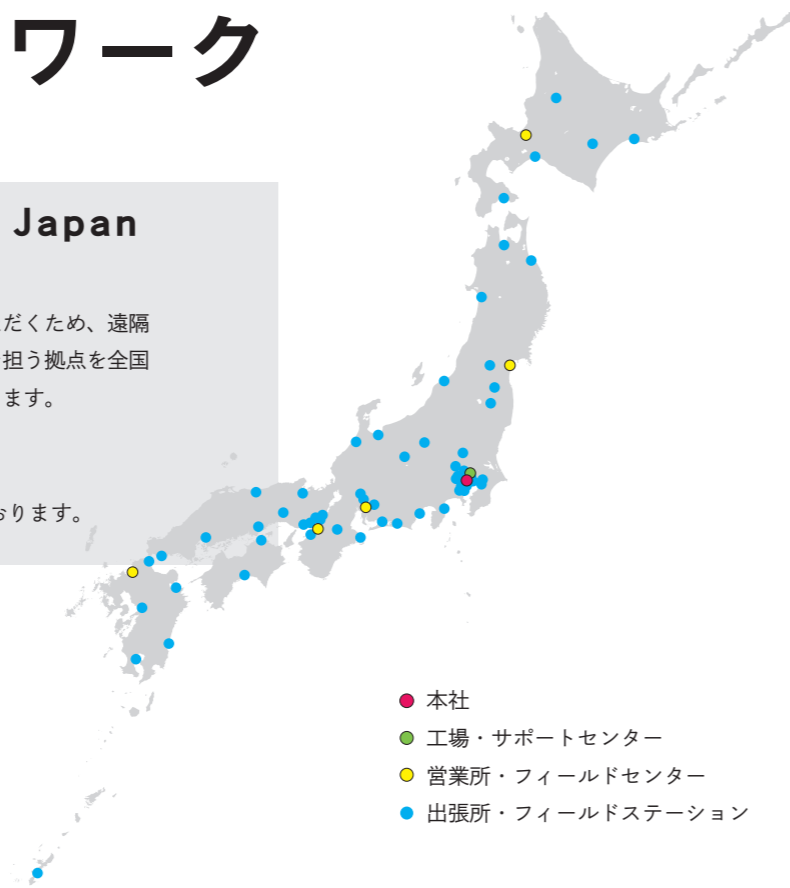 ワーク
Japan
だくため、遠隔
担う拠点を全国
ます。
おります。
本社
工場・サポートセンター
営業所・フィールドセンター
出張所・フィールドステーション